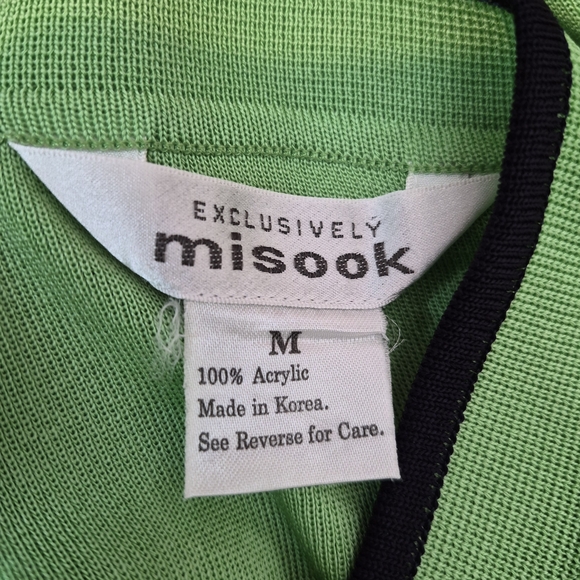 EXCLUSIVELY
misook
M
100% Acrylic
Made in Korea.
See Reverse for Care.